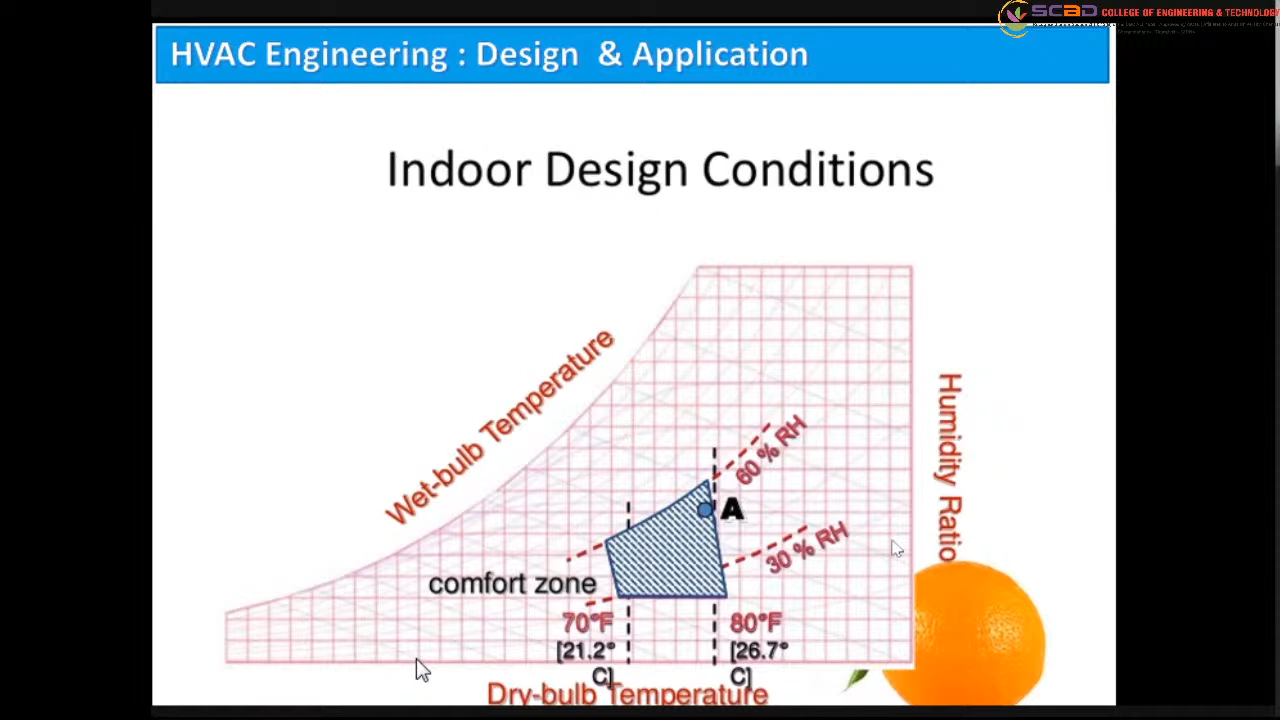 SCAD COLLEGE OF ENGINEERING & TECHNOLOGY
HVAC Engineering : Design & Application
Indoor Design Conditions
Wet-bulb Temperature
Humidity Ratio
60 % RH
A
30 % RH
comfort zone
70°F
[21.2°
C]
80°F
[26.7°
C]
Dry-bulb Temperature